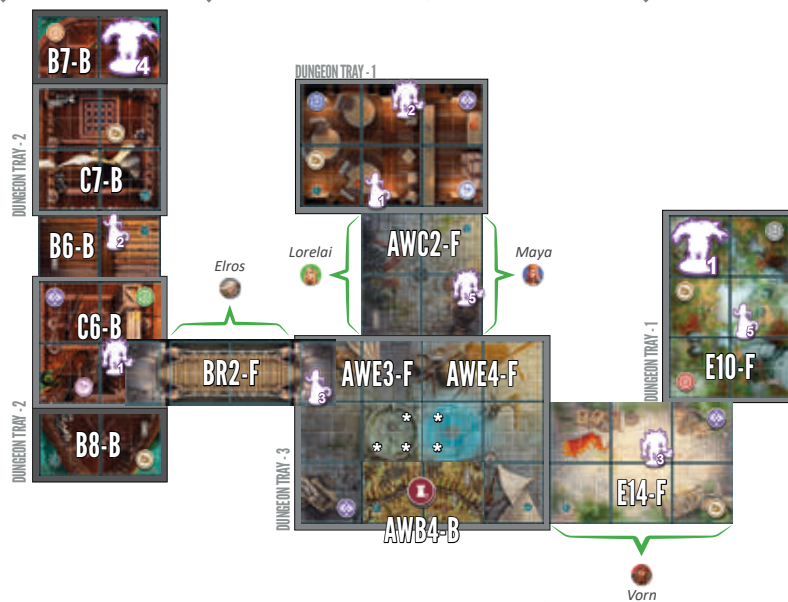 B7-B
4
DUNGEON TRAY - 1
2
DUNGEON TRAY - 2
C7-B
1
B6-B
2
Elros
Lorelai
AWC2-F
Maya
5
1
5
C6-B
1
BR2-F
3
AWE3-F
AWE4-F
DUNGEON TRAY - 1
E10-F
* *
* * *
DUNGEON TRAY - 2
B8-B
DUNGEON TRAY - 3
3
E14-F
AWB4-B
Vorn